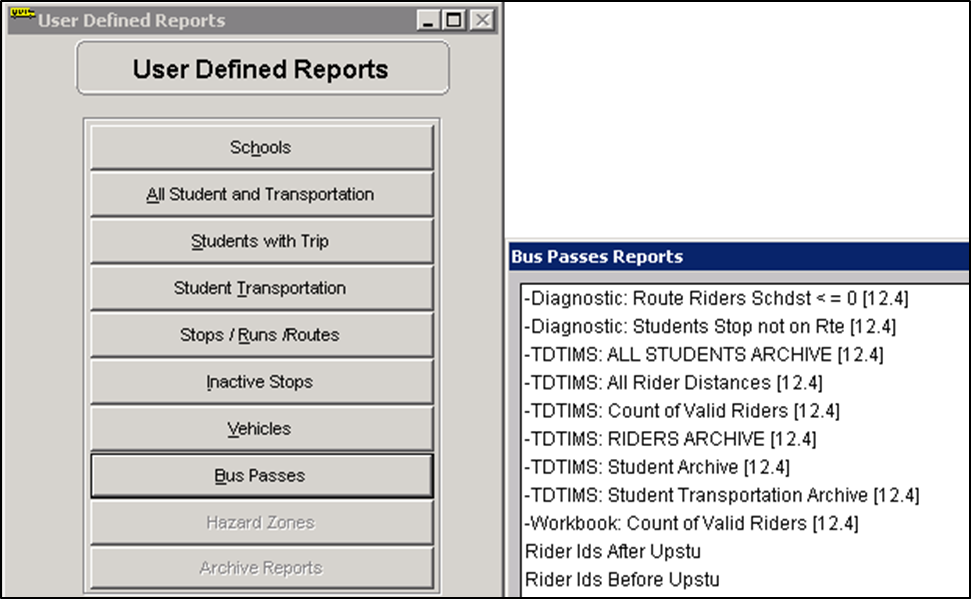 User Defined Reports
User Defined Reports
Schools
All Student and Transportation
Students with Trip
Student Transportation
Stops / Runs /Routes
Inactive Stops
Vehicles
Bus Passes
Hazard Zones
Archive Reports
Bus Passes Reports
-Diagnostic: Route Riders Schdst < = 0 [12.4]
-Diagnostic: Students Stop not on Rte [12.4]
-TDTIMS: ALL STUDENTS ARCHIVE [12.4]
-TDTIMS: All Rider Distances [12.4]
-TDTIMS: Count of Valid Riders [12.4]
-TDTIMS: RIDERS ARCHIVE [12.4]
-TDTIMS: Student Archive [12.4]
-TDTIMS: Student Transportation Archive [12.4]
-Workbook: Count of Valid Riders [12.4]
Rider Ids After Upstu
Rider Ids Before Upstu